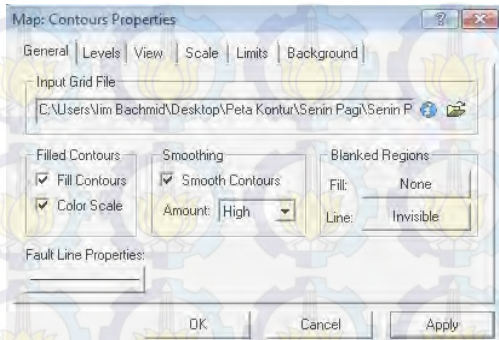 Map: Contours Properties
General Levels View Scale Limits Background
Input Grid File
C:\Users\Iim Bachmid\Desktop\Peta Kontur\Senin Pagi\Senin P
Filled Contours
Fill Contours
Color Scale
Smoothing
Smooth Contours
Amount: High
Blanked Regions
Fill: None
Line: Invisible
Fault Line Properties:
OK Cancel Apply